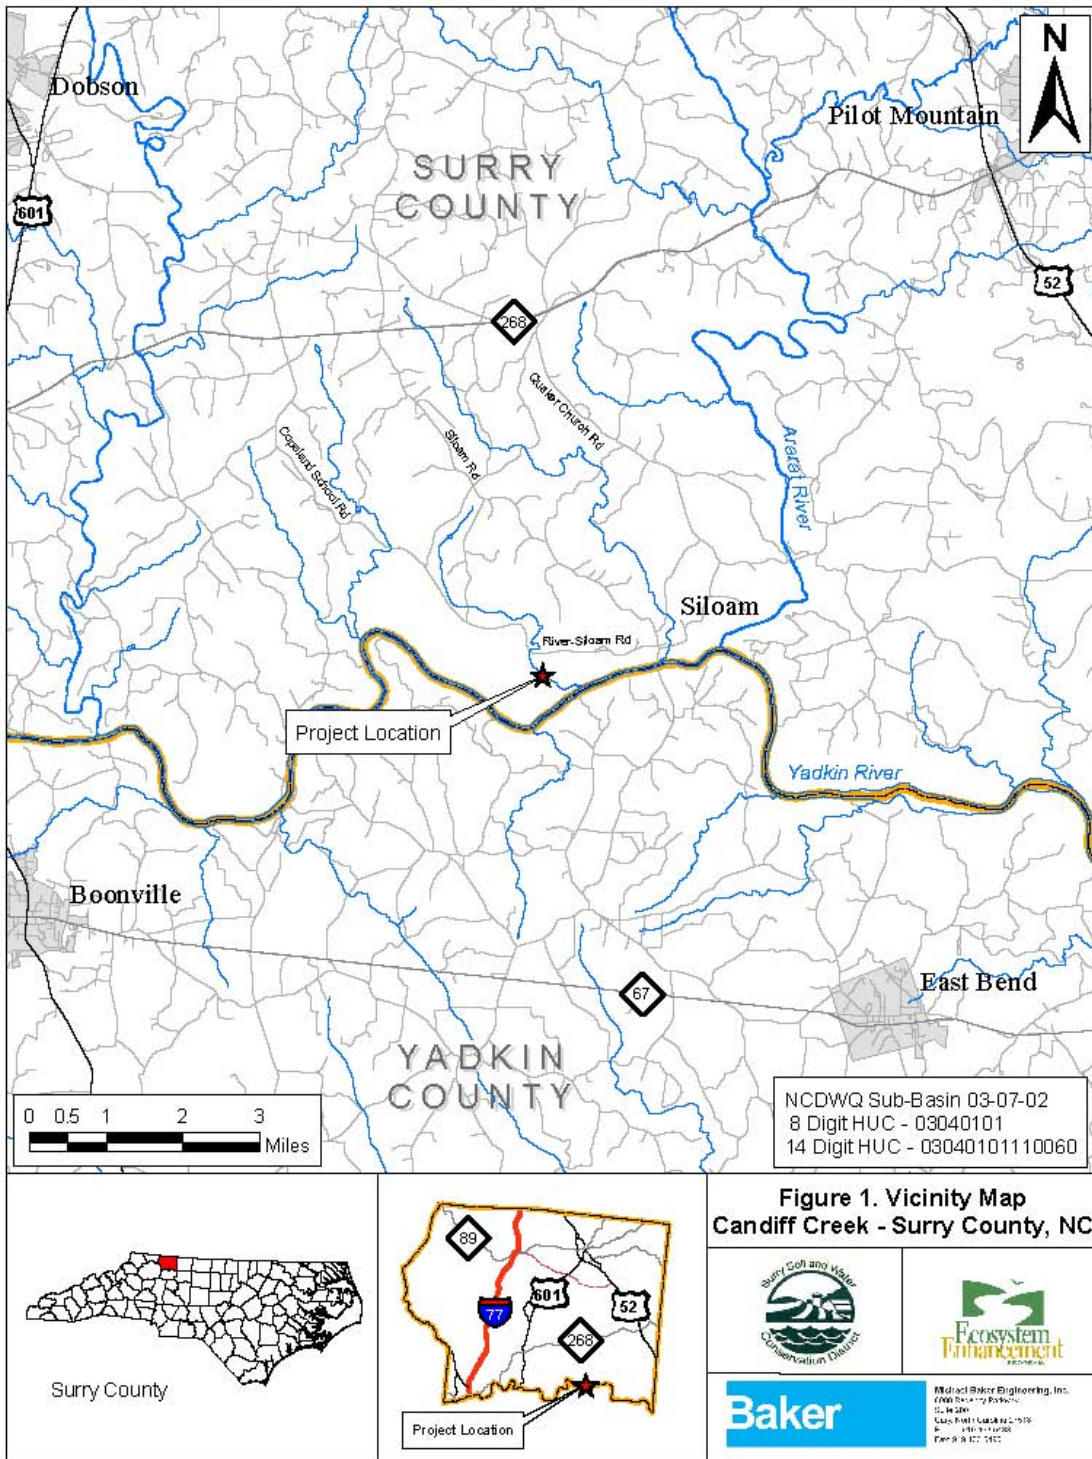 N
Dobson
Pilot Mountain
SURRY
COUNTY
601
52
268
Quaker Church Rd
Siloam Rd
Copeland School Rd
Ararat River
Siloam
River-Siloam Rd
Project Location
Yadkin River
Boonville
67
East Bend
YADKIN
COUNTY
0 0.5 1 2 3
Miles
NCDWQ Sub-Basin 03-07-02
8 Digit HUC - 03040101
14 Digit HUC - 03040101110060
Surry County
89
77
601
52
268
Project Location
Figure 1. Vicinity Map
Candiff Creek - Surry County, NC
Surry Soil and Water
Conservation District
Ecosystem
Enhancement
PROGRAM
Baker
Michael Baker Engineering, Inc.